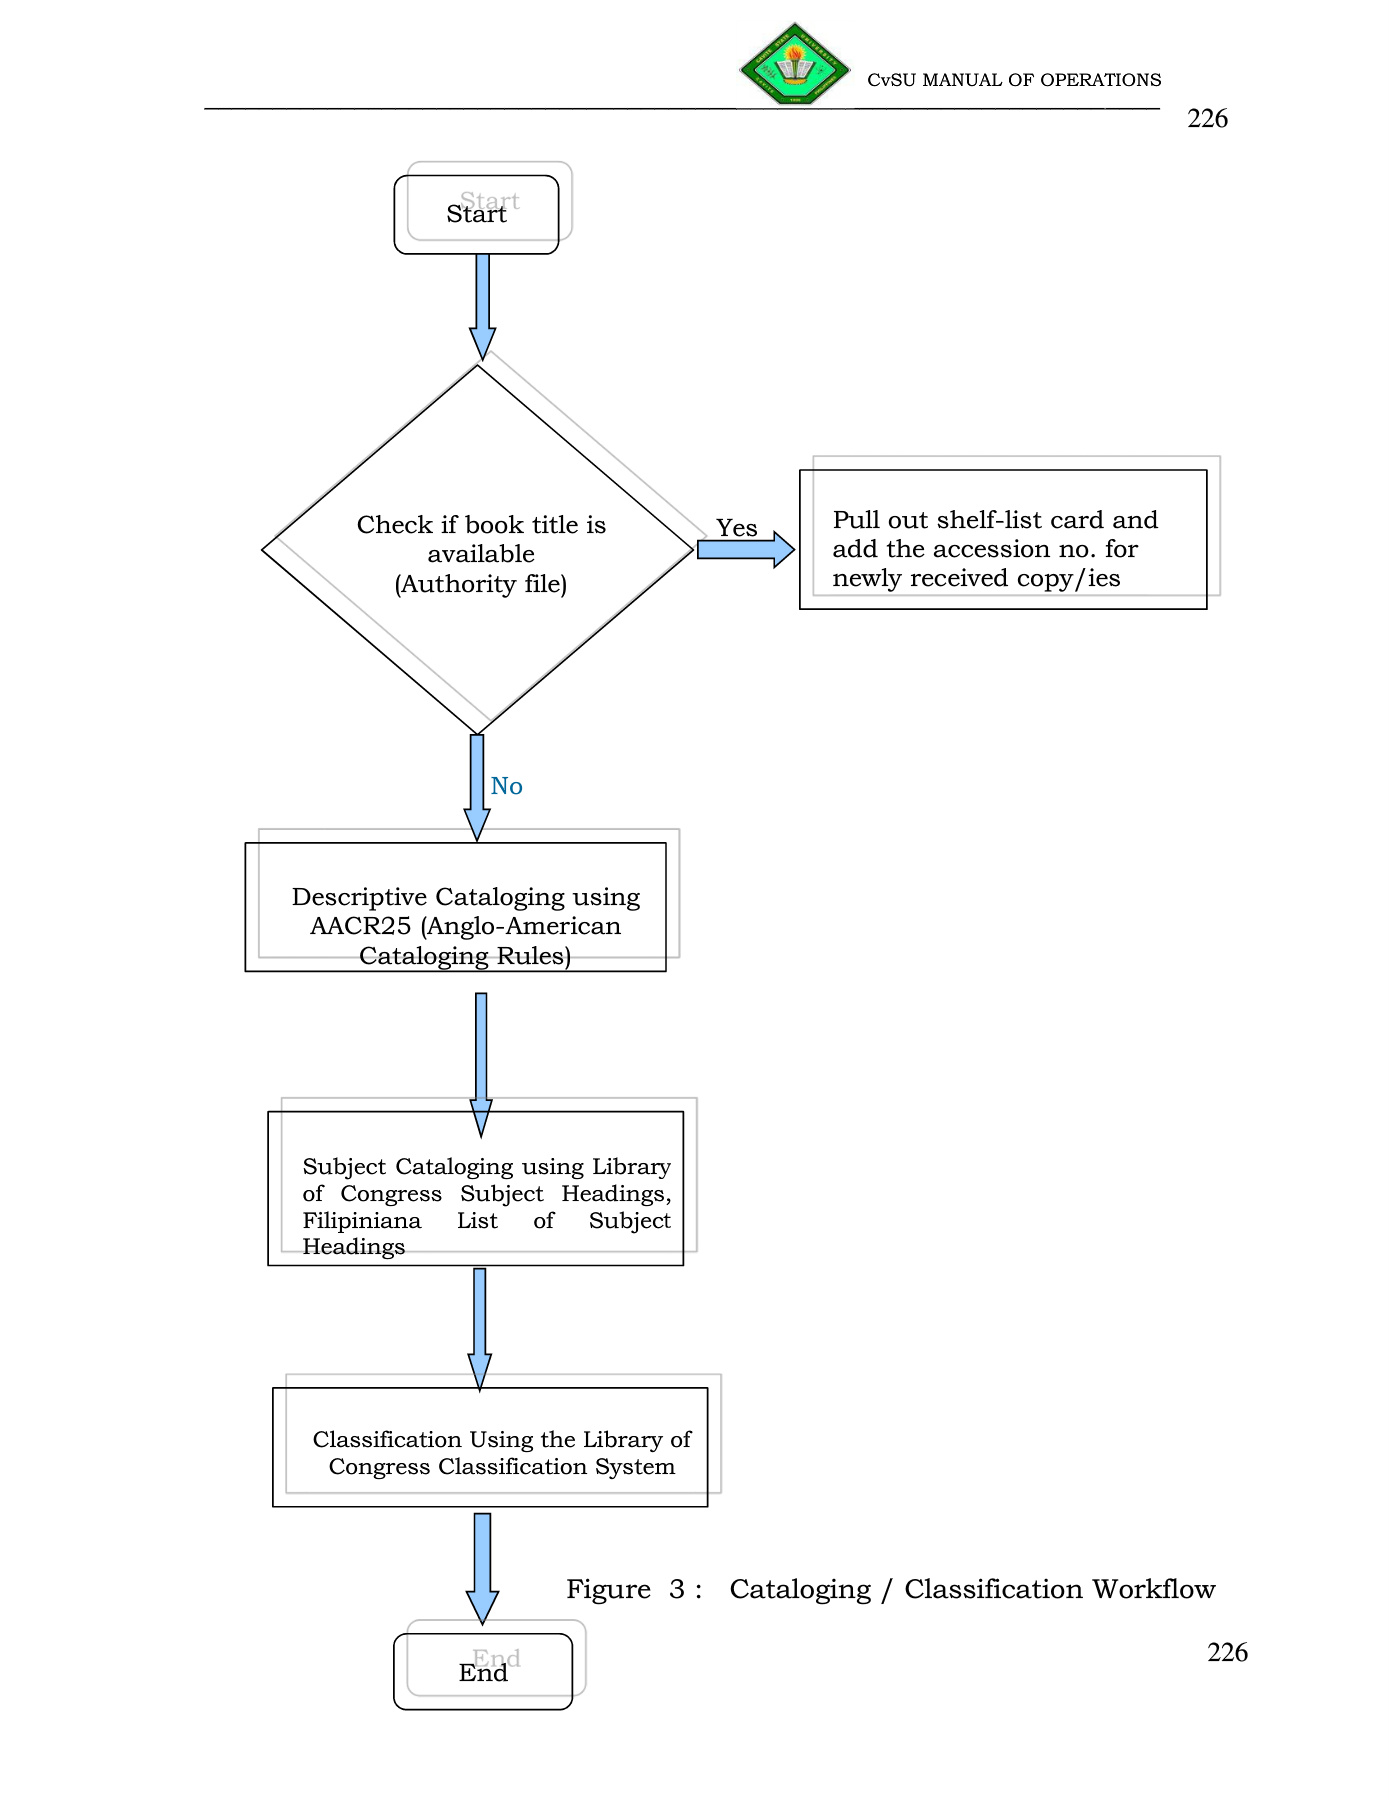 CvSU MANUAL OF OPERATIONS
226
Start
Start
Check if book title is
available
(Authority file)
Yes
Pull out shelf-list card and
add the accession no. for
newly received copy/ies
No
Descriptive Cataloging using
AACR25 (Anglo-American
Cataloging Rules)
Subject Cataloging using Library
of Congress Subject Headings,
Filipiniana List of Subject
Headings
Classification Using the Library of
Congress Classification System
Figure 3 : Cataloging / Classification Workflow
226
End
End